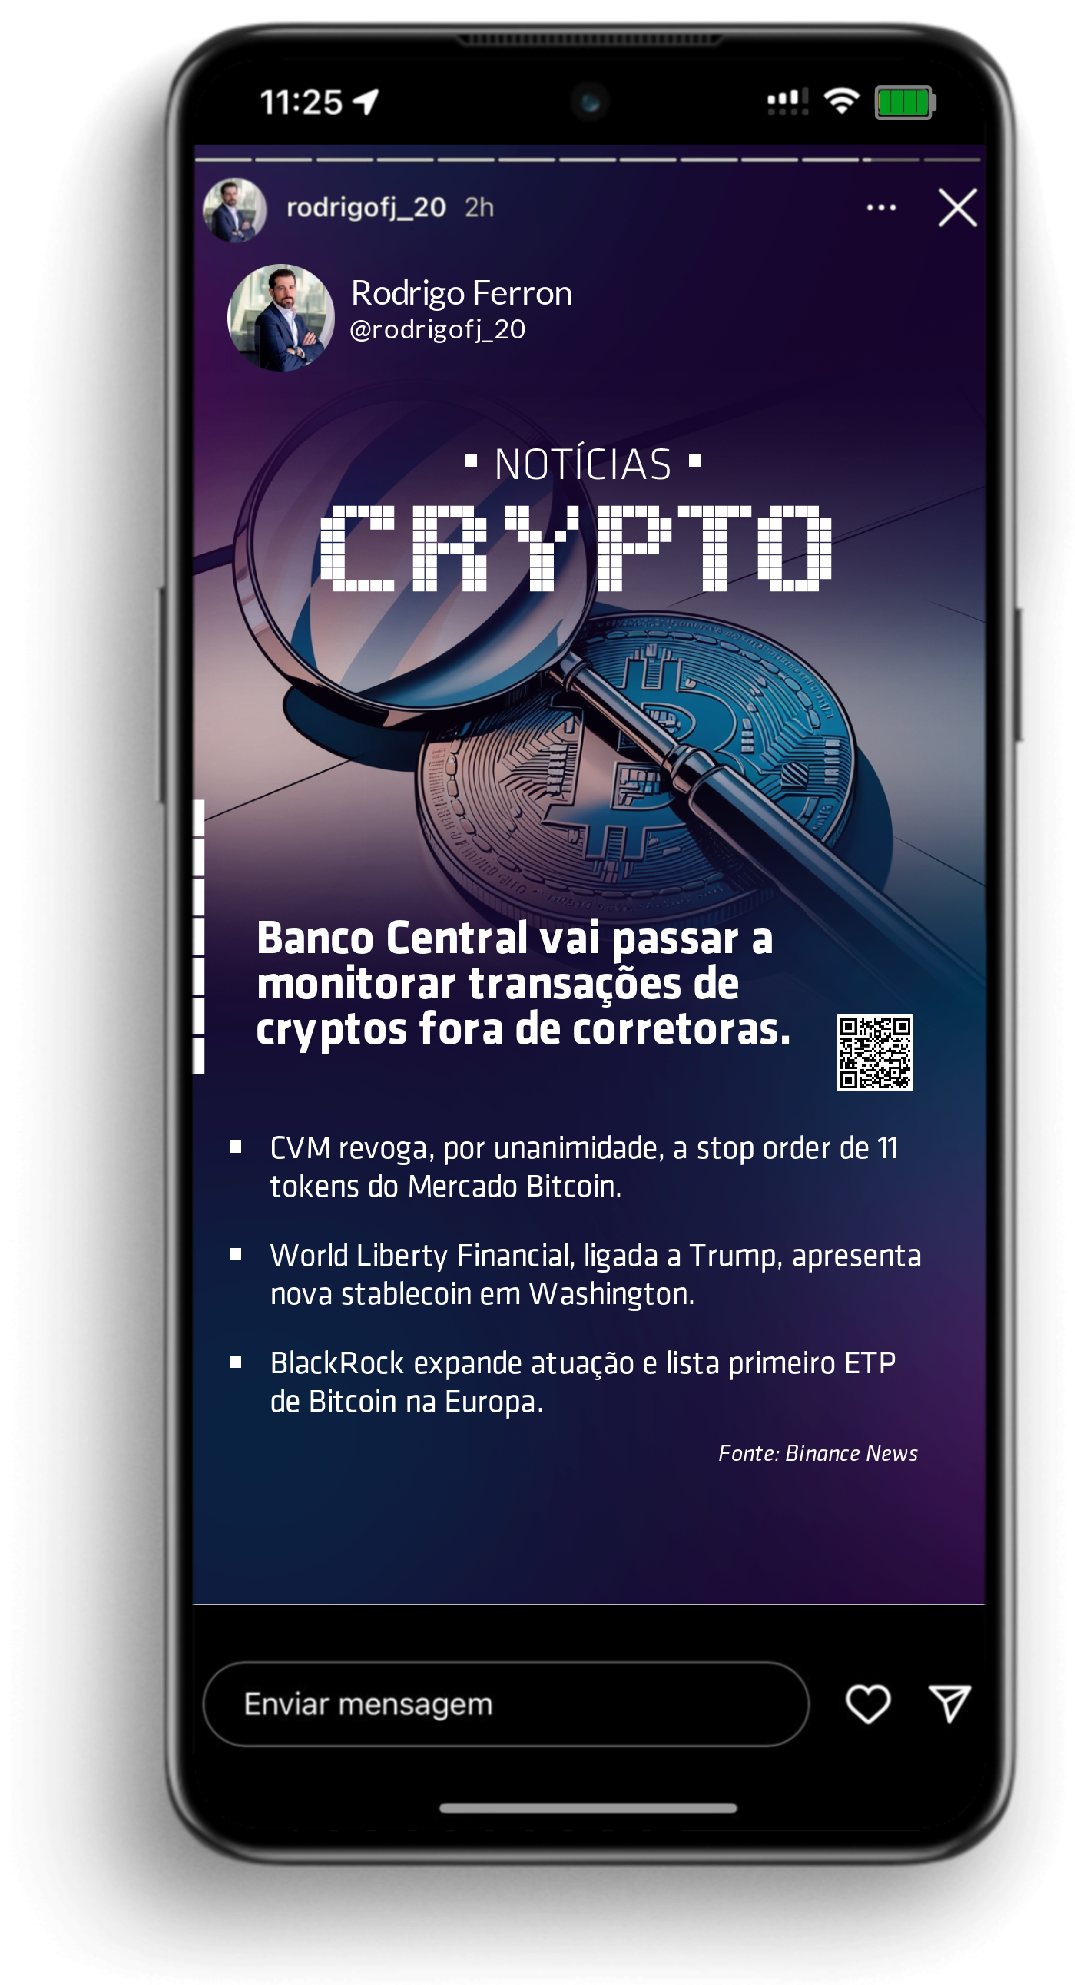 11:25
rodrigofj_20 2h
Rodrigo Ferron
@rodrigofj_20
▪ NOTÍCIAS ▪
CRYPTO
Banco Central vai passar a
monitorar transações de
cryptos fora de corretoras.
▪ CVM revoga, por unanimidade, a stop order de 11
tokens do Mercado Bitcoin.
▪ World Liberty Financial, ligada a Trump, apresenta
nova stablecoin em Washington.
▪ BlackRock expande atuação e lista primeiro ETP
de Bitcoin na Europa.
Fonte: Binance News
Enviar mensagem